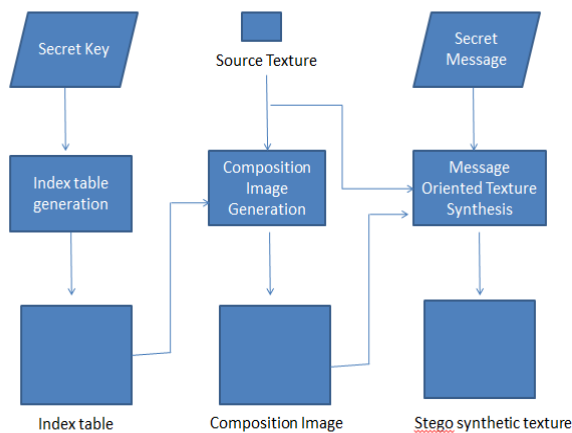 Secret Key
Source Texture
Secret
Message
Index table
generation
Composition
Image
Generation
Message
Oriented Texture
Synthesis
Index table
Composition Image
Stego synthetic texture